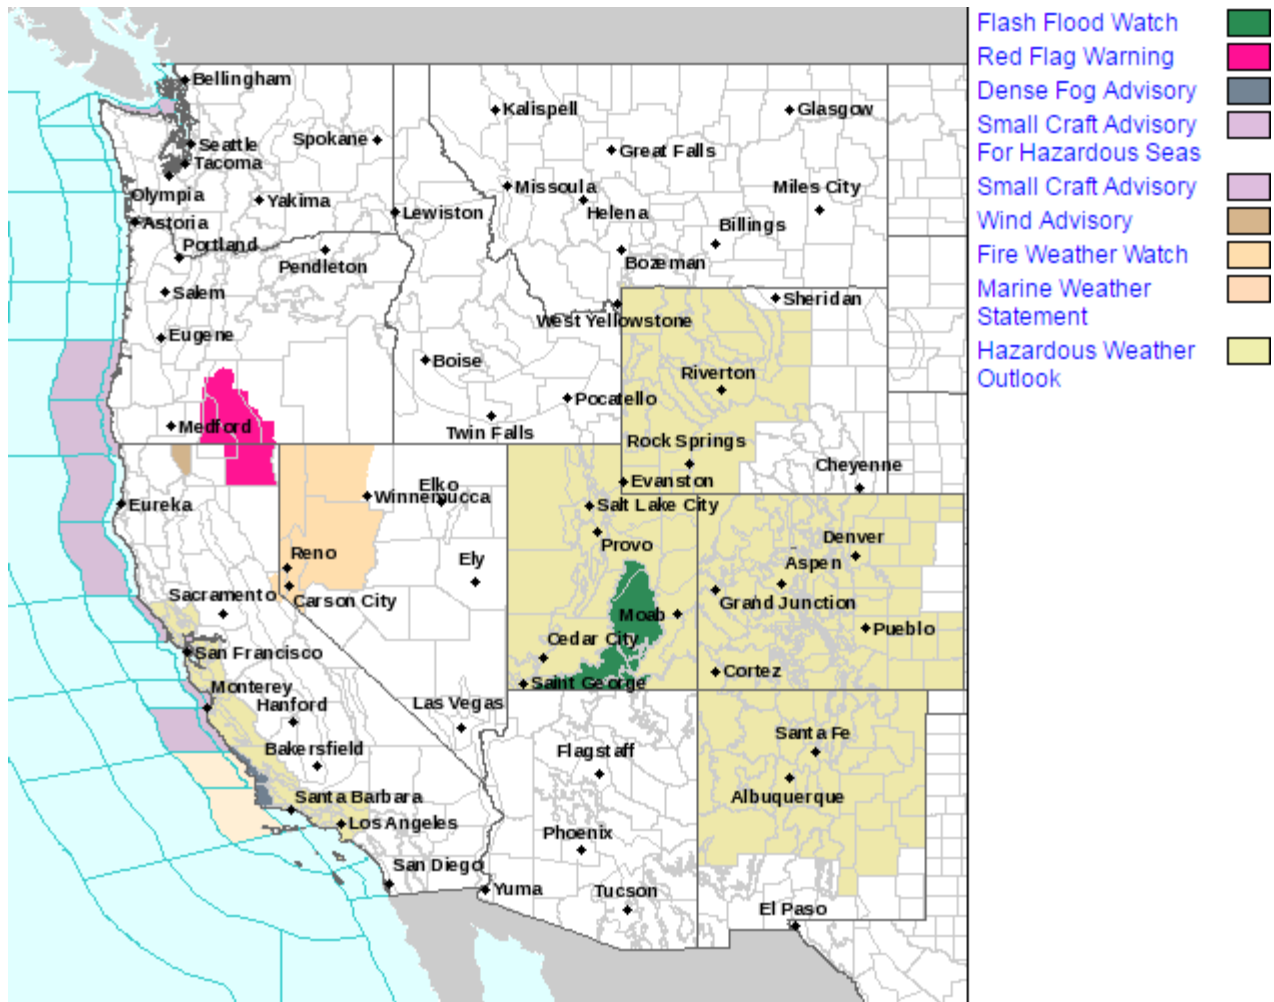 Flash Flood Watch
Red Flag Warning
Dense Fog Advisory
Small Craft Advisory
For Hazardous Seas
Small Craft Advisory
Wind Advisory
Fire Weather Watch
Marine Weather
Statement
Hazardous Weather
Outlook
Bellingham
Kalispell
Glasgow
Seattle
Spokane
Great Falls
Tacoma
Olympia
Missoula
Miles City
Yakima
Lewiston
Helena
Astoria
Billings
Portland
Pendleton
Bozeman
Salem
Sheridan
West Yellowstone
Eugene
Boise
Riverton
Pocatello
Medford
Twin Falls
Rock Springs
Cheyenne
Evanston
Elko
Winnemucca
Eureka
Salt Lake City
Provo
Denver
Reno
Ely
Aspen
Sacramento
Carson City
Grand Junction
Moab
Pueblo
Cedar City
San Francisco
Cortez
Saint George
Monterey
Hanford
Las Vegas
Santa Fe
Bakersfield
Flagstaff
Santa Barbara
Albuquerque
Los Angeles
Phoenix
San Diego
Yuma
Tucson
El Paso